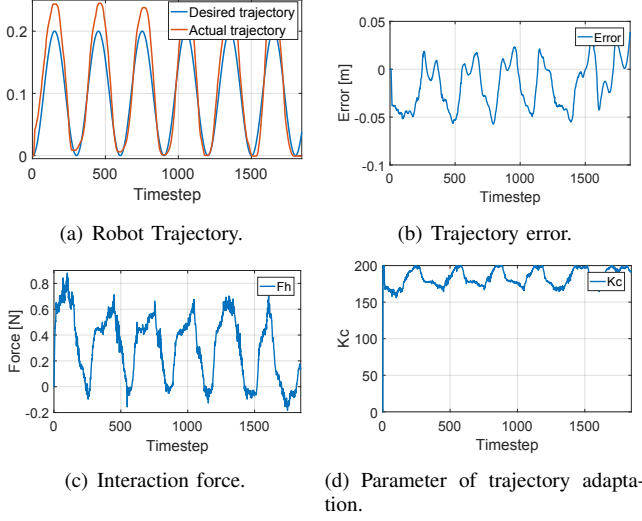 Desired trajectory
Actual trajectory
0.2
0.1
0
0 500 1000 1500
Timestep
(a) Robot Trajectory.
0.05
0
-0.05
-0.1
Error [m]
Error
0 500 1000 1500
Timestep
(b) Trajectory error.
0.8
0.6
0.4
0.2
0
-0.2
Force [N]
Fh
0 500 1000 1500
Timestep
(c) Interaction force.
200
150
100
50
0
Kc
Kc
0 500 1000 1500
Timestep
(d) Parameter of trajectory adapta-
tion.